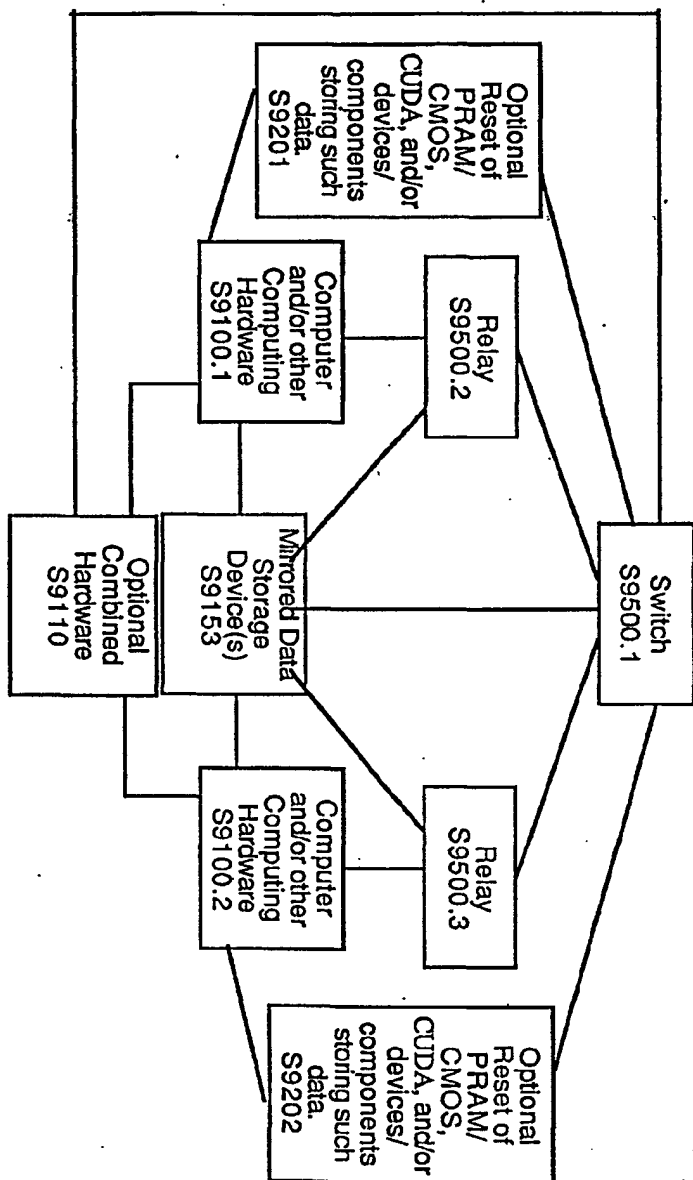 Switch
S9500.1
Optional
Reset of
PRAM/
CMOS,
CUDA, and/or
devices/
components
storing such
data.
S9201
Relay
S9500.2
Relay
S9500.3
Optional
Reset of
PRAM/
CMOS,
CUDA, and/or
devices/
components
storing such
data.
S9202
Computer
and/or other
Computing
Hardware
S9100.1
Mirrored Data
Storage
Device(s)
S9153
Computer
and/or other
Computing
Hardware
S9100.2
Optional
Combined
Hardware
S9110